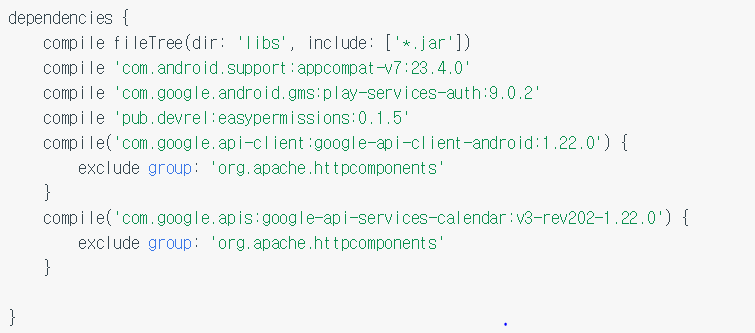 dependencies {
    compile fileTree(dir: 'libs', include: ['*.jar'])
    compile 'com.android.support:appcompat-v7:23.4.0'
    compile 'com.google.android.gms:play-services-auth:9.0.2'
    compile 'pub.devrel:easypermissions:0.1.5'
    compile('com.google.api-client:google-api-client-android:1.22.0') {
        exclude group: 'org.apache.httpcomponents'
    }
    compile('com.google.apis:google-api-services-calendar:v3-rev202-1.22.0') {
        exclude group: 'org.apache.httpcomponents'
    }
}